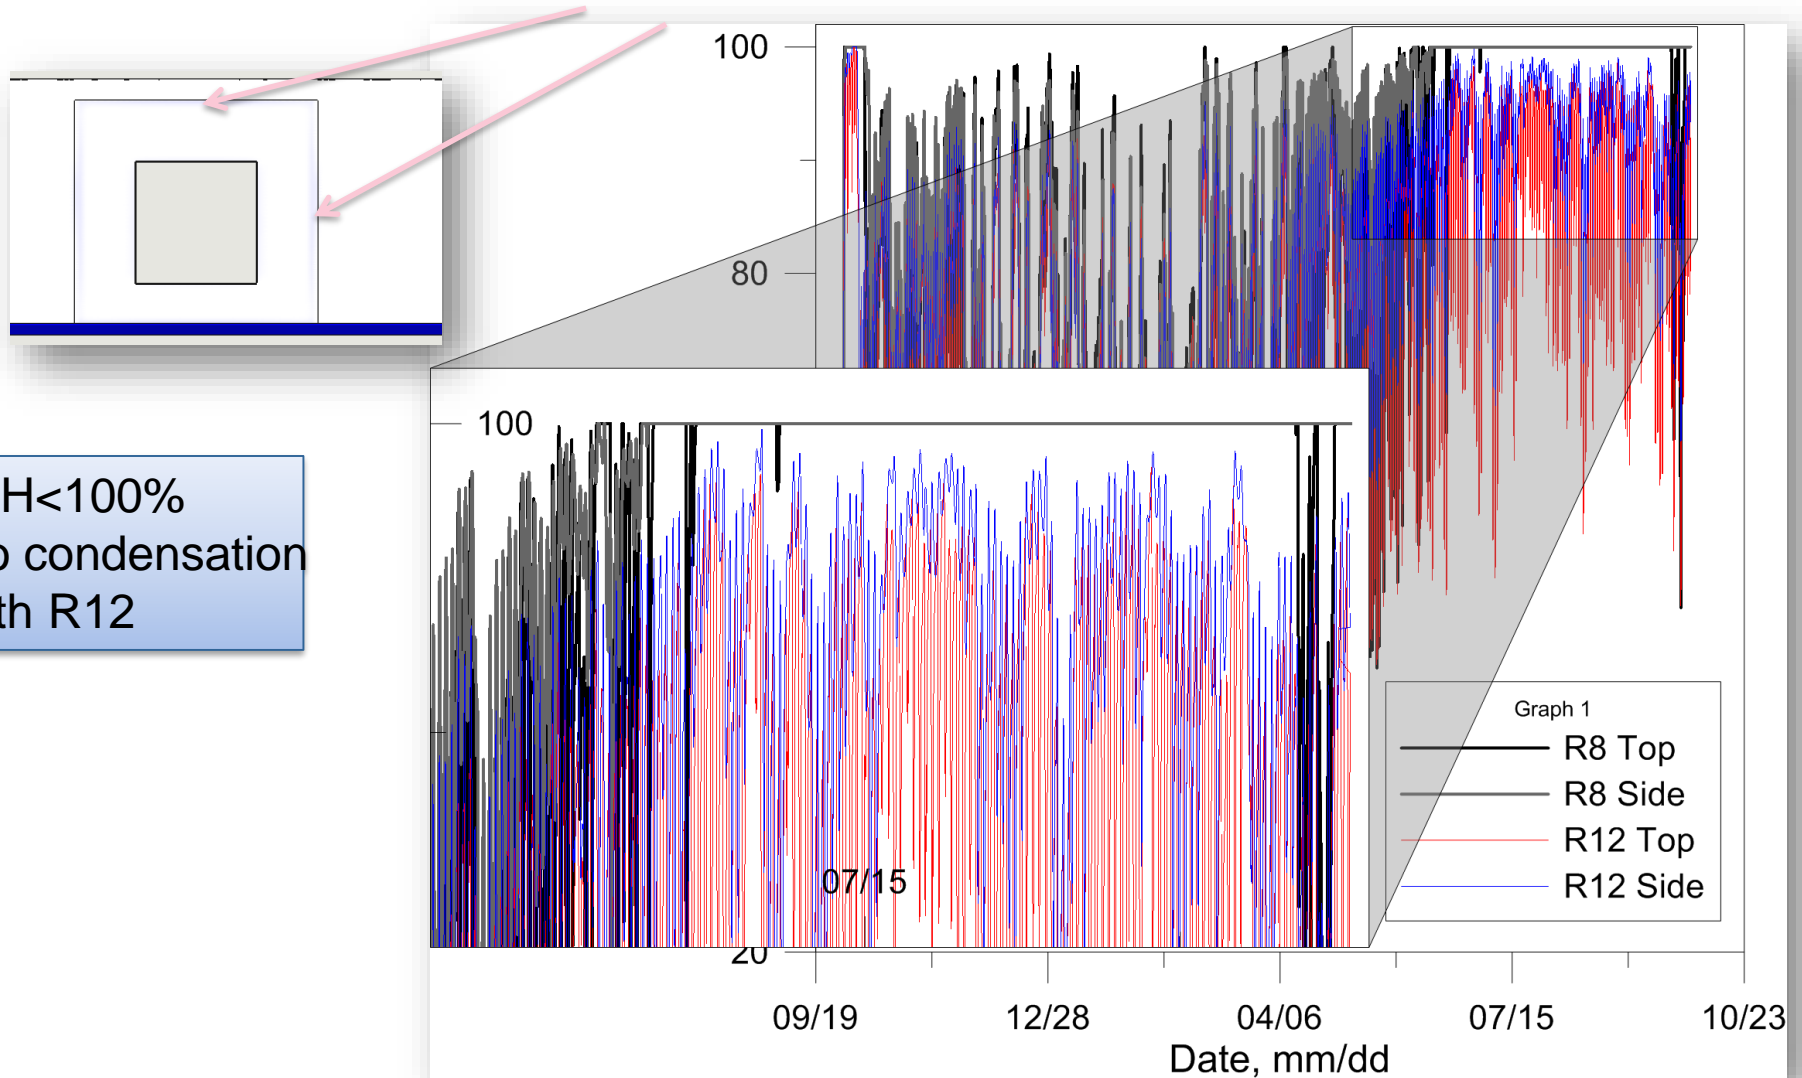 100
80
100
H<100%
condensation
th R12
07/15
20
Graph 1
R8 Top
R8 Side
R12 Top
R12 Side
09/19
12/28
04/06
07/15
10/23
Date, mm/dd